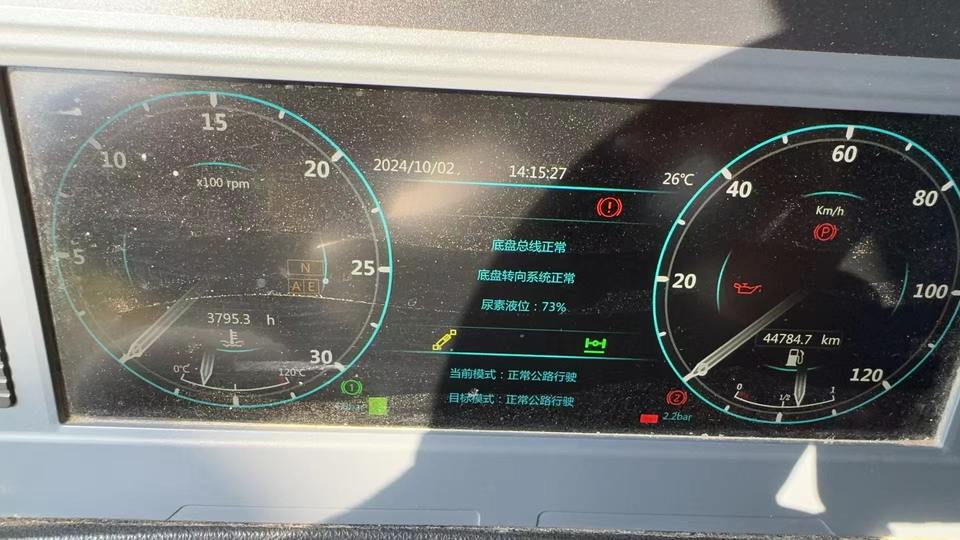 2024/10/02 14:15:27 26℃
5 10 15 20 25 30
x100 rpm
N
A E
3795.3 h
0℃ 120℃
1
底盘总线正常
底盘转向系统正常
尿素液位：73%
当前模式：正常公路行驶
目标模式：正常公路行驶
20 40 60 80 100 120
Km/h
P
44784.7 km
0 1/2 1
2
2.2bar